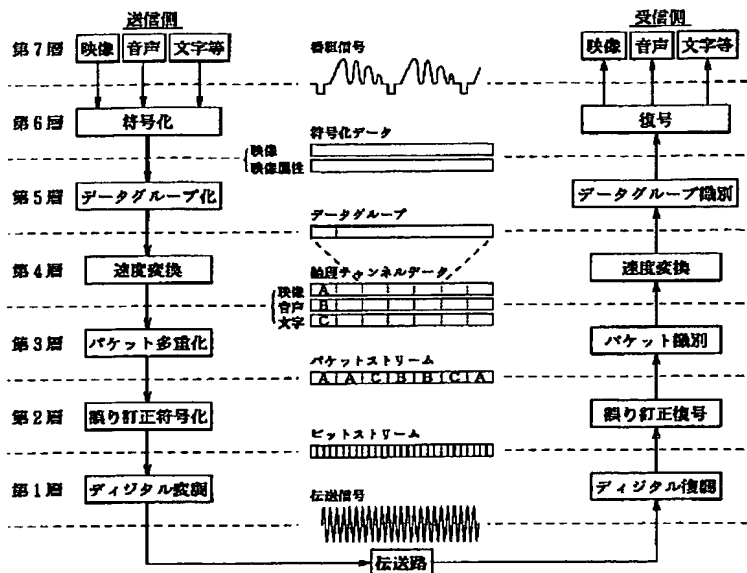 送信側
受信側
第7層 映像 音声 文字等 番組信号 映像 音声 文字等
第6層 符号化 符号化データ 復号
映像
映像属性
第5層 データグループ化 データグループ識別
データグループ
第4層 速度変換 チャンネルデータ 速度変換
映像 A
音声 B
文字 C
第3層 パケット多重化 パケット識別
パケットストリーム
A A C B B C A
第2層 誤り訂正符号化 誤り訂正復号
ビットストリーム
第1層 ディジタル変調 ディジタル復調
伝送信号
伝送路